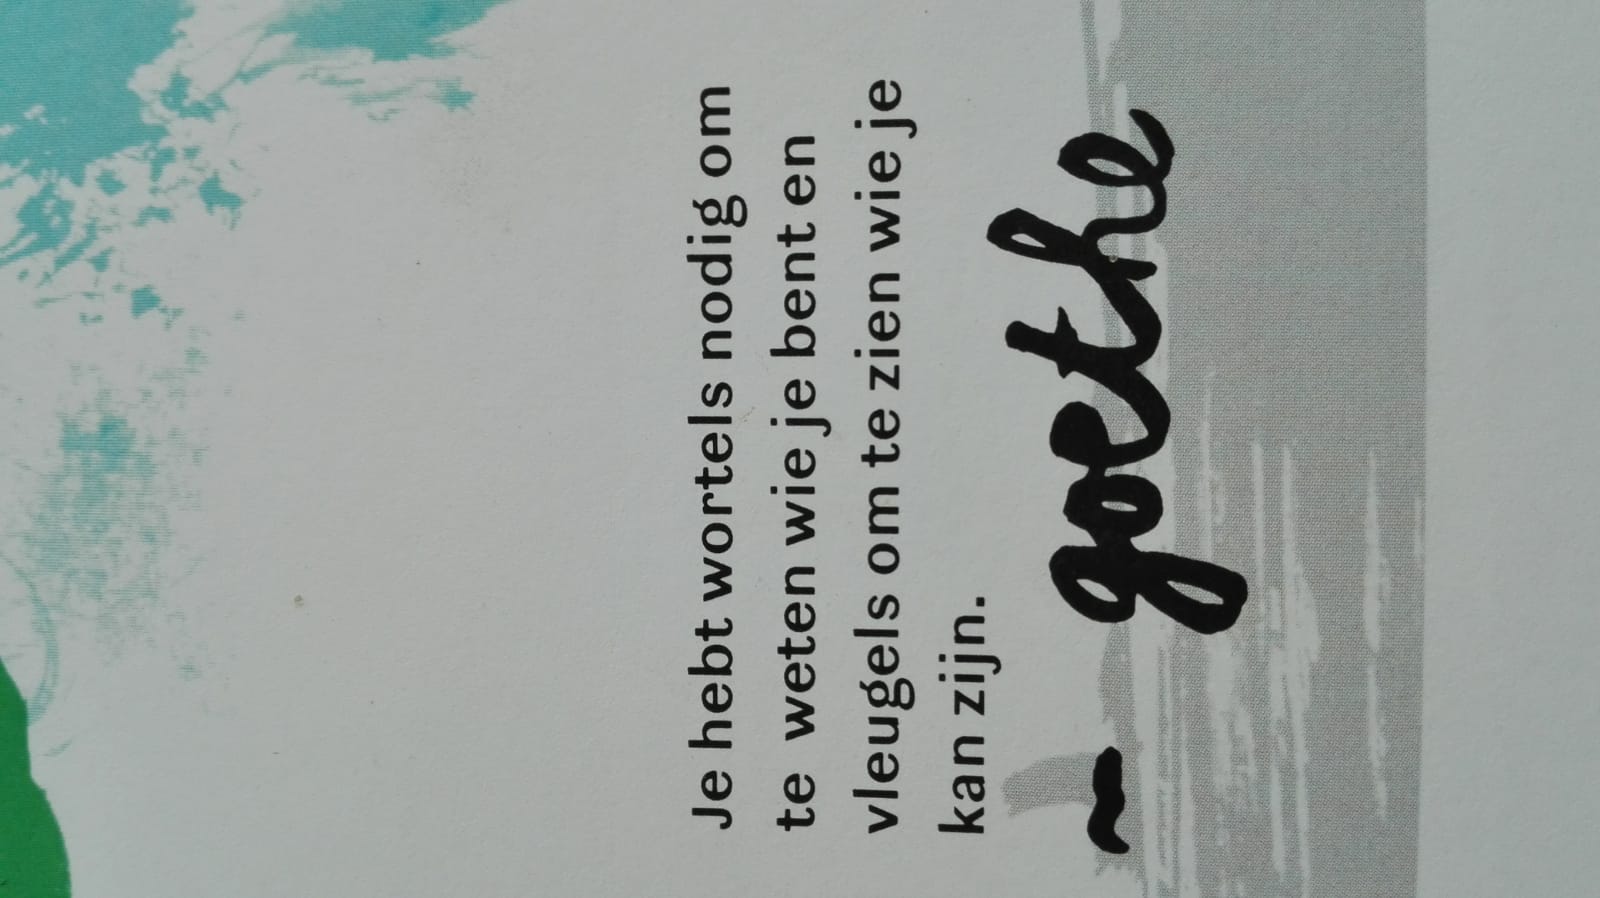 Je hebt wortels nodig om
te weten wie je bent en
vleugels om te zien wie je
kan zijn.
~ goethe